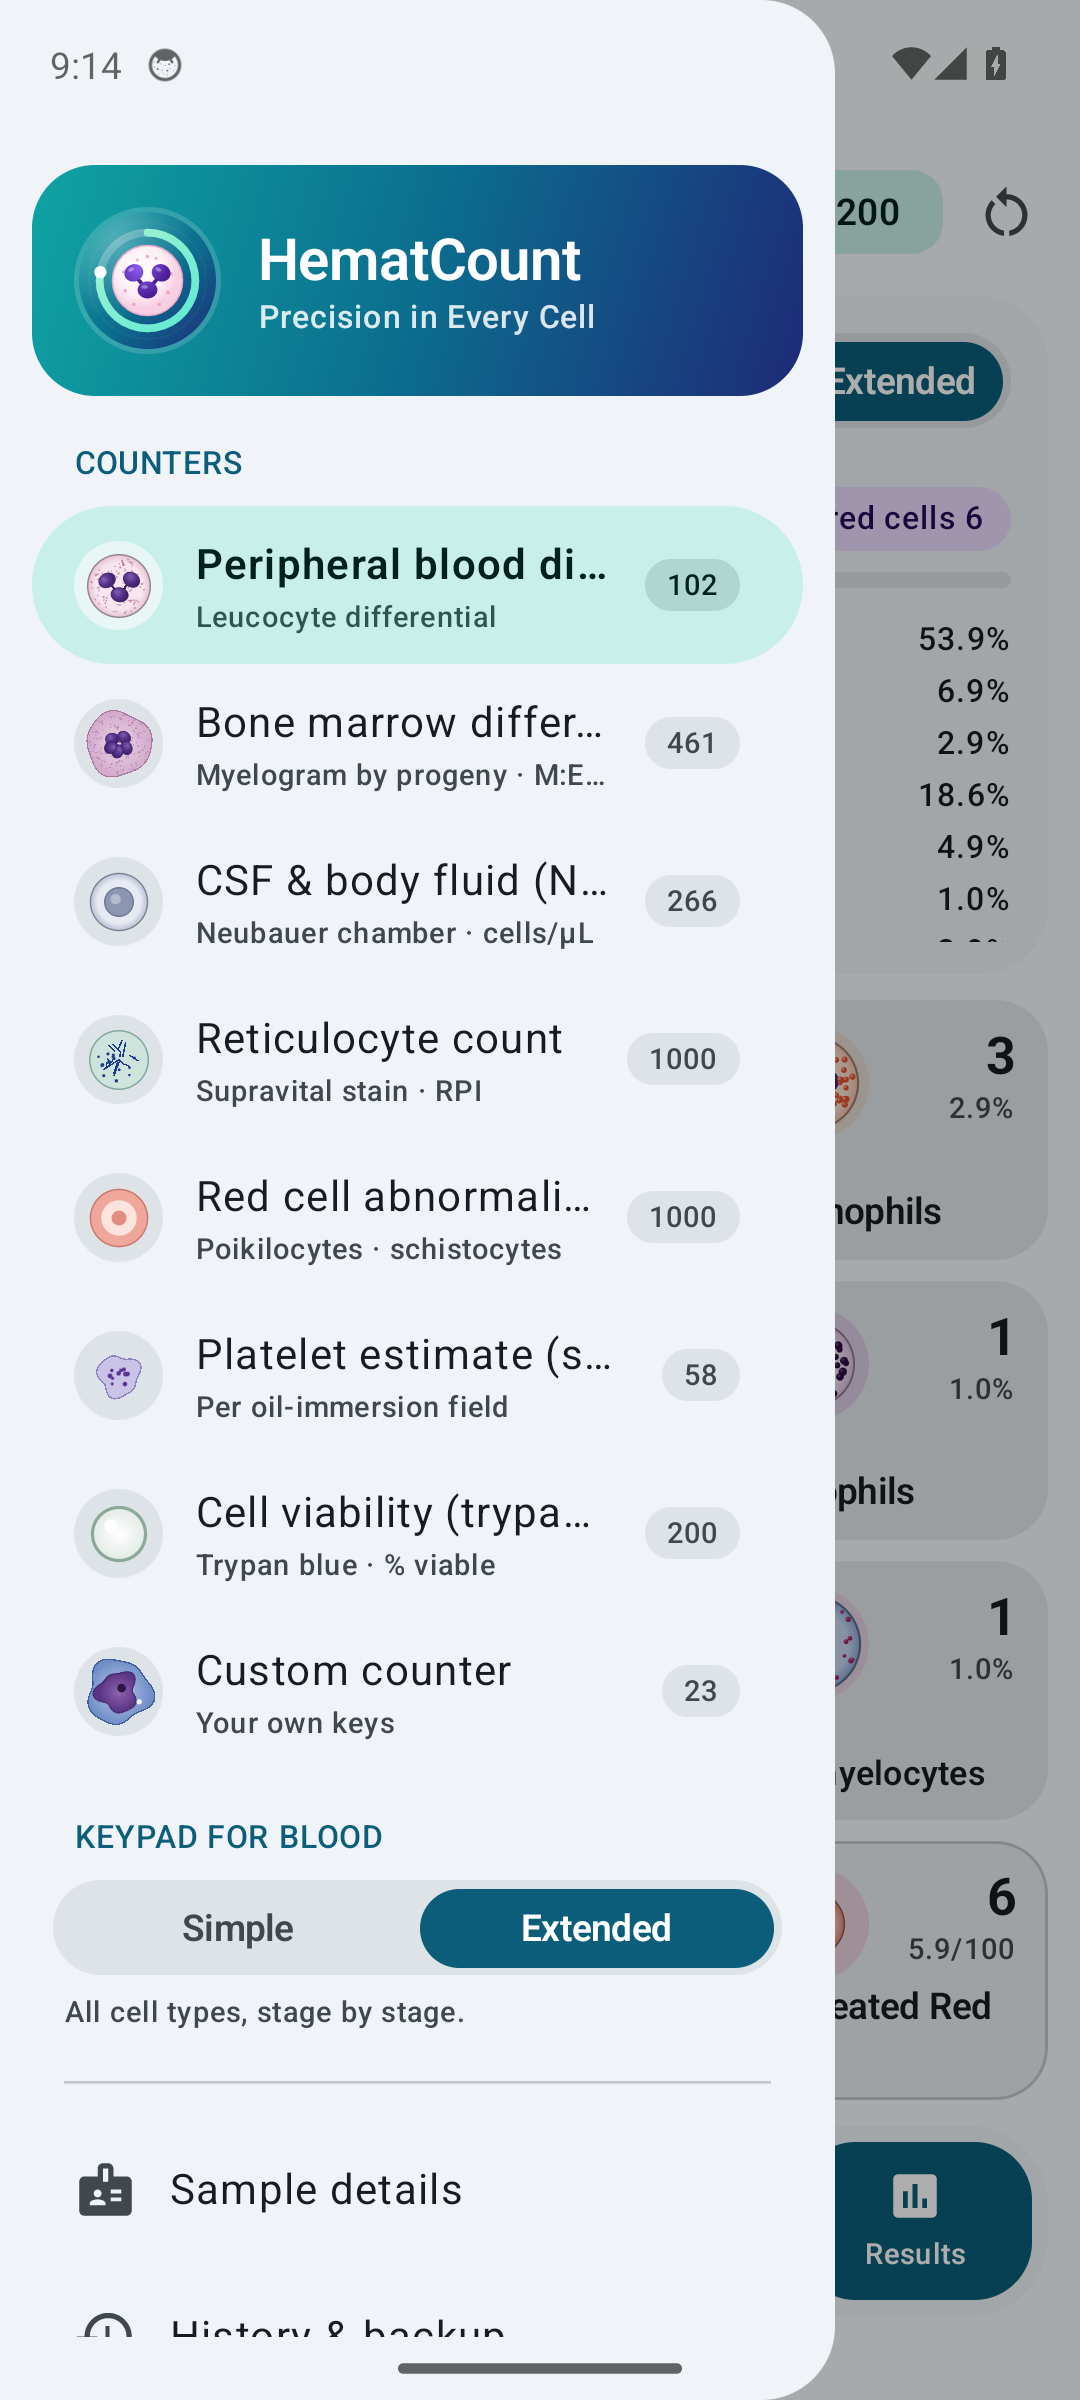 9:14
200
HematCount
Precision in Every Cell
Extended
COUNTERS
red cells 6
Peripheral blood di…
102
Leucocyte differential
53.9%
6.9%
2.9%
18.6%
4.9%
1.0%
Bone marrow differ…
461
Myelogram by progeny · M:E…
CSF & body fluid (N…
266
Neubauer chamber · cells/µL
Reticulocyte count
1000
Supravital stain · RPI
3
2.9%
nophils
Red cell abnormali…
1000
Poikilocytes · schistocytes
Platelet estimate (s…
58
Per oil-immersion field
1
1.0%
ophils
Cell viability (trypa…
200
Trypan blue · % viable
Custom counter
23
Your own keys
1
1.0%
yelocytes
KEYPAD FOR BLOOD
Simple
Extended
All cell types, stage by stage.
6
5.9/100
eated Red
Sample details
Results
History & backup